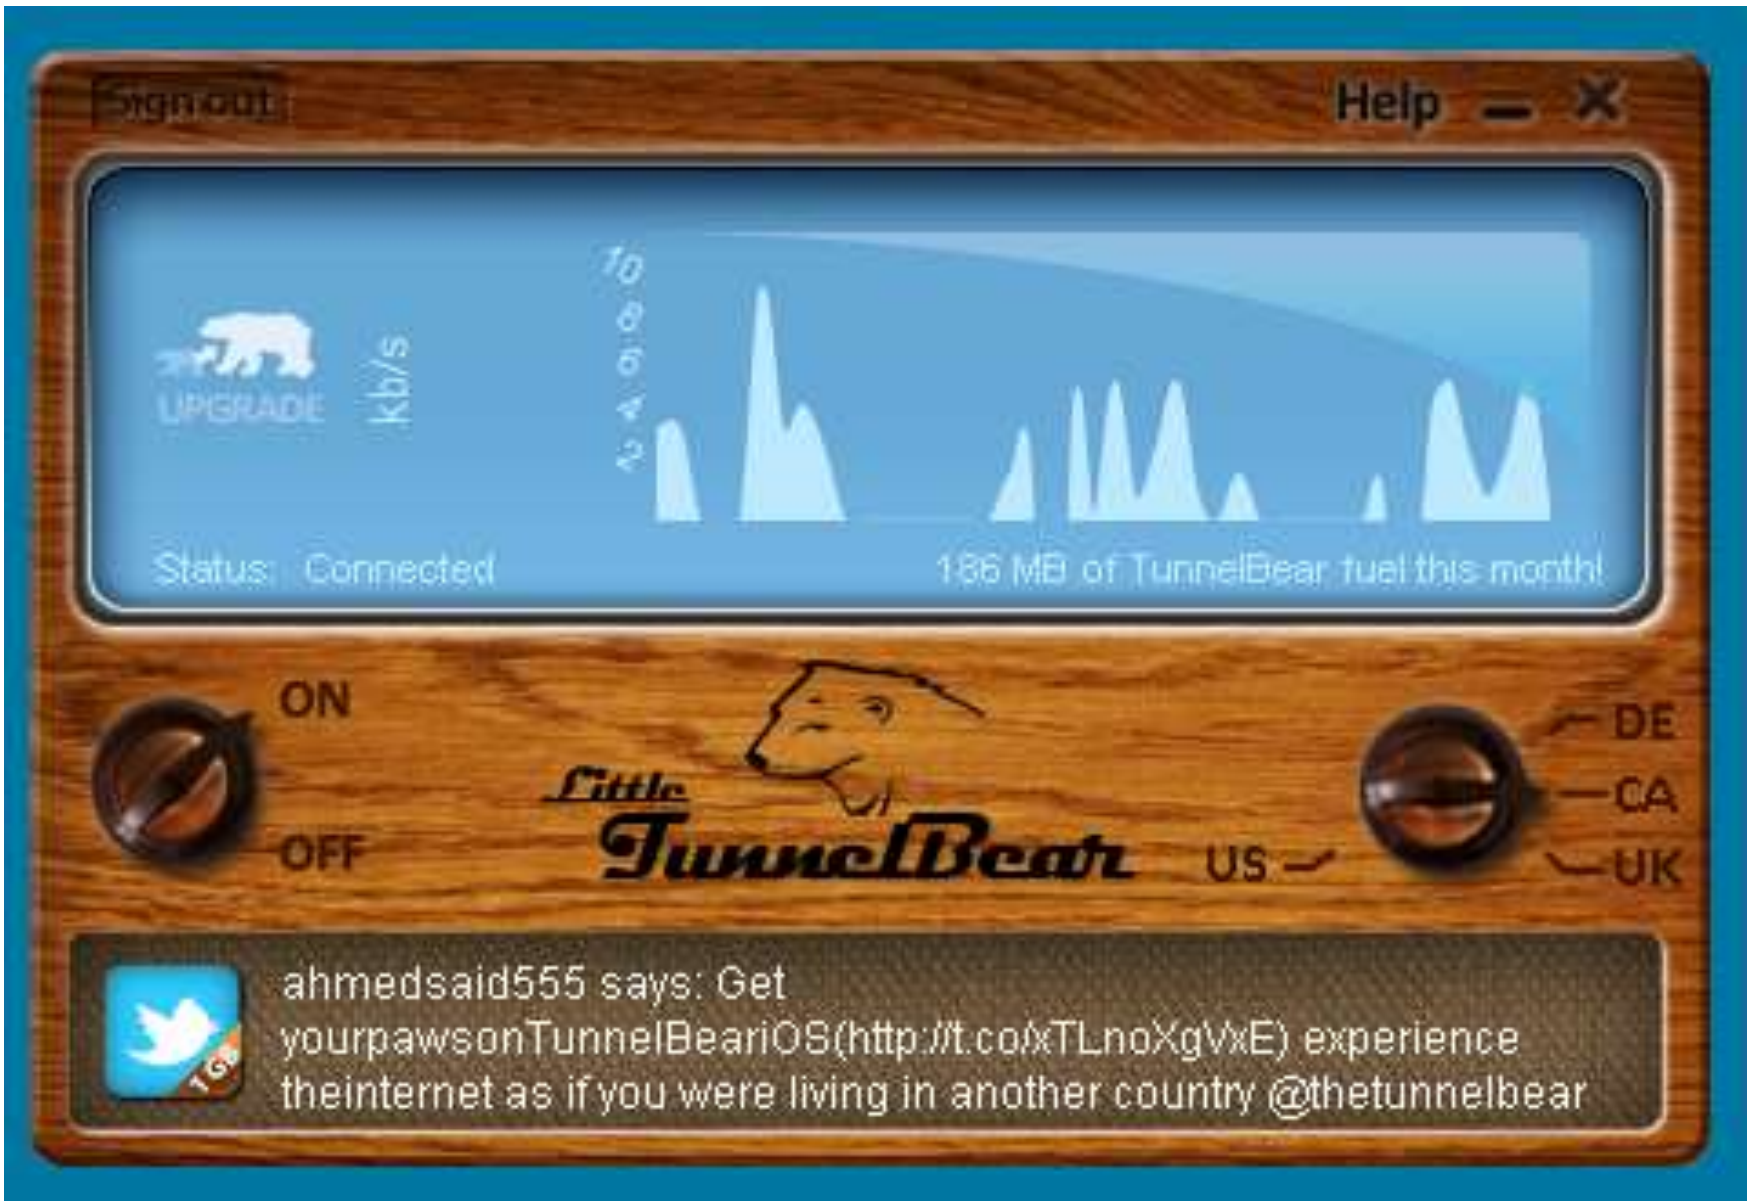 Sign out
Help
UPGRADE
kb/s
10
8
6
4
2
Status: Connected
186 MB of TunnelBear fuel this month!
ON
OFF
Little
TunnelBear
DE
CA
US
UK
ahmedsaid555 says: Get
yourpawsonTunnelBeariOS(http://t.co/xTLnoXgVxE) experience
theinternet as if you were living in another country @thetunnelbear
1 GB